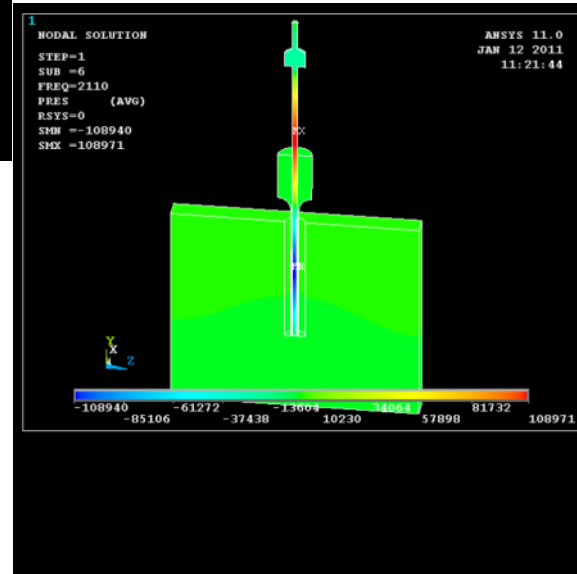 1
NODAL SOLUTION
STEP=1
SUB =6
FREQ=2110
PRES (AVG)
RSYS=0
SMN =-108940
SMX =108971
ANSYS 11.0
JAN 12 2011
11:21:44
MX
MN
Y
X
Z
-108940 -61272 -13604 34064 81732
-85106 -37438 10230 57898 108971